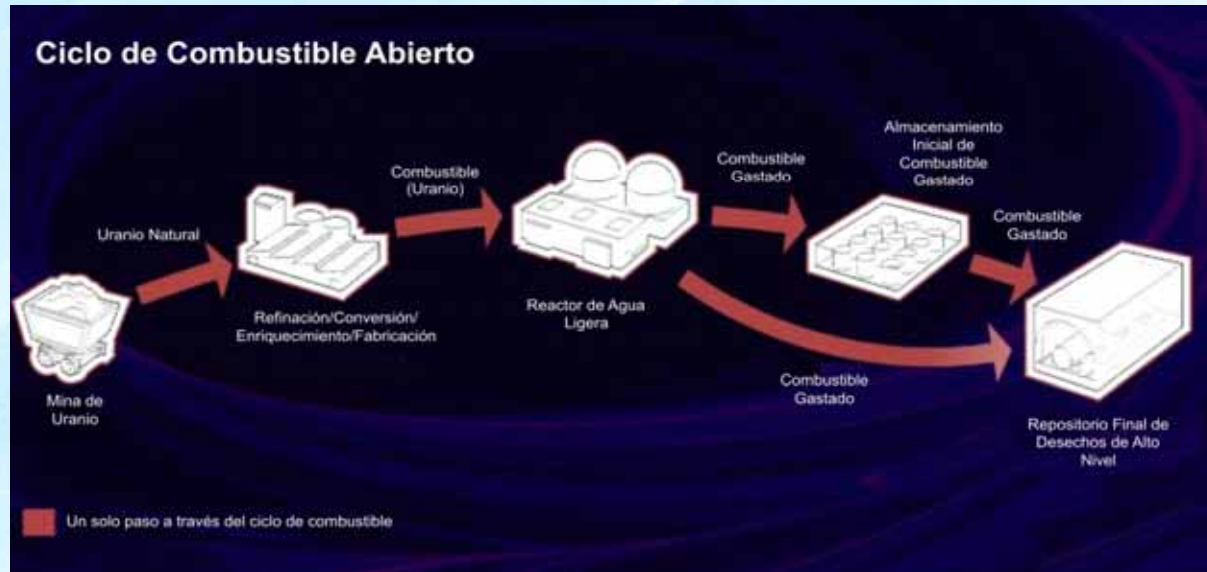 Ciclo de Combustible Abierto
Uranio Natural
Combustible
(Uranio)
Combustible
Gastado
Almacenamiento
Inicial de
Combustible
Gastado
Combustible
Gastado
Mina de
Uranio
Refinación/Conversión/
Enriquecimiento/Fabricación
Reactor de Agua
Ligera
Combustible
Gastado
Repositorio Final de
Desechos de Alto
Nivel
Un solo paso a través del ciclo de combustible